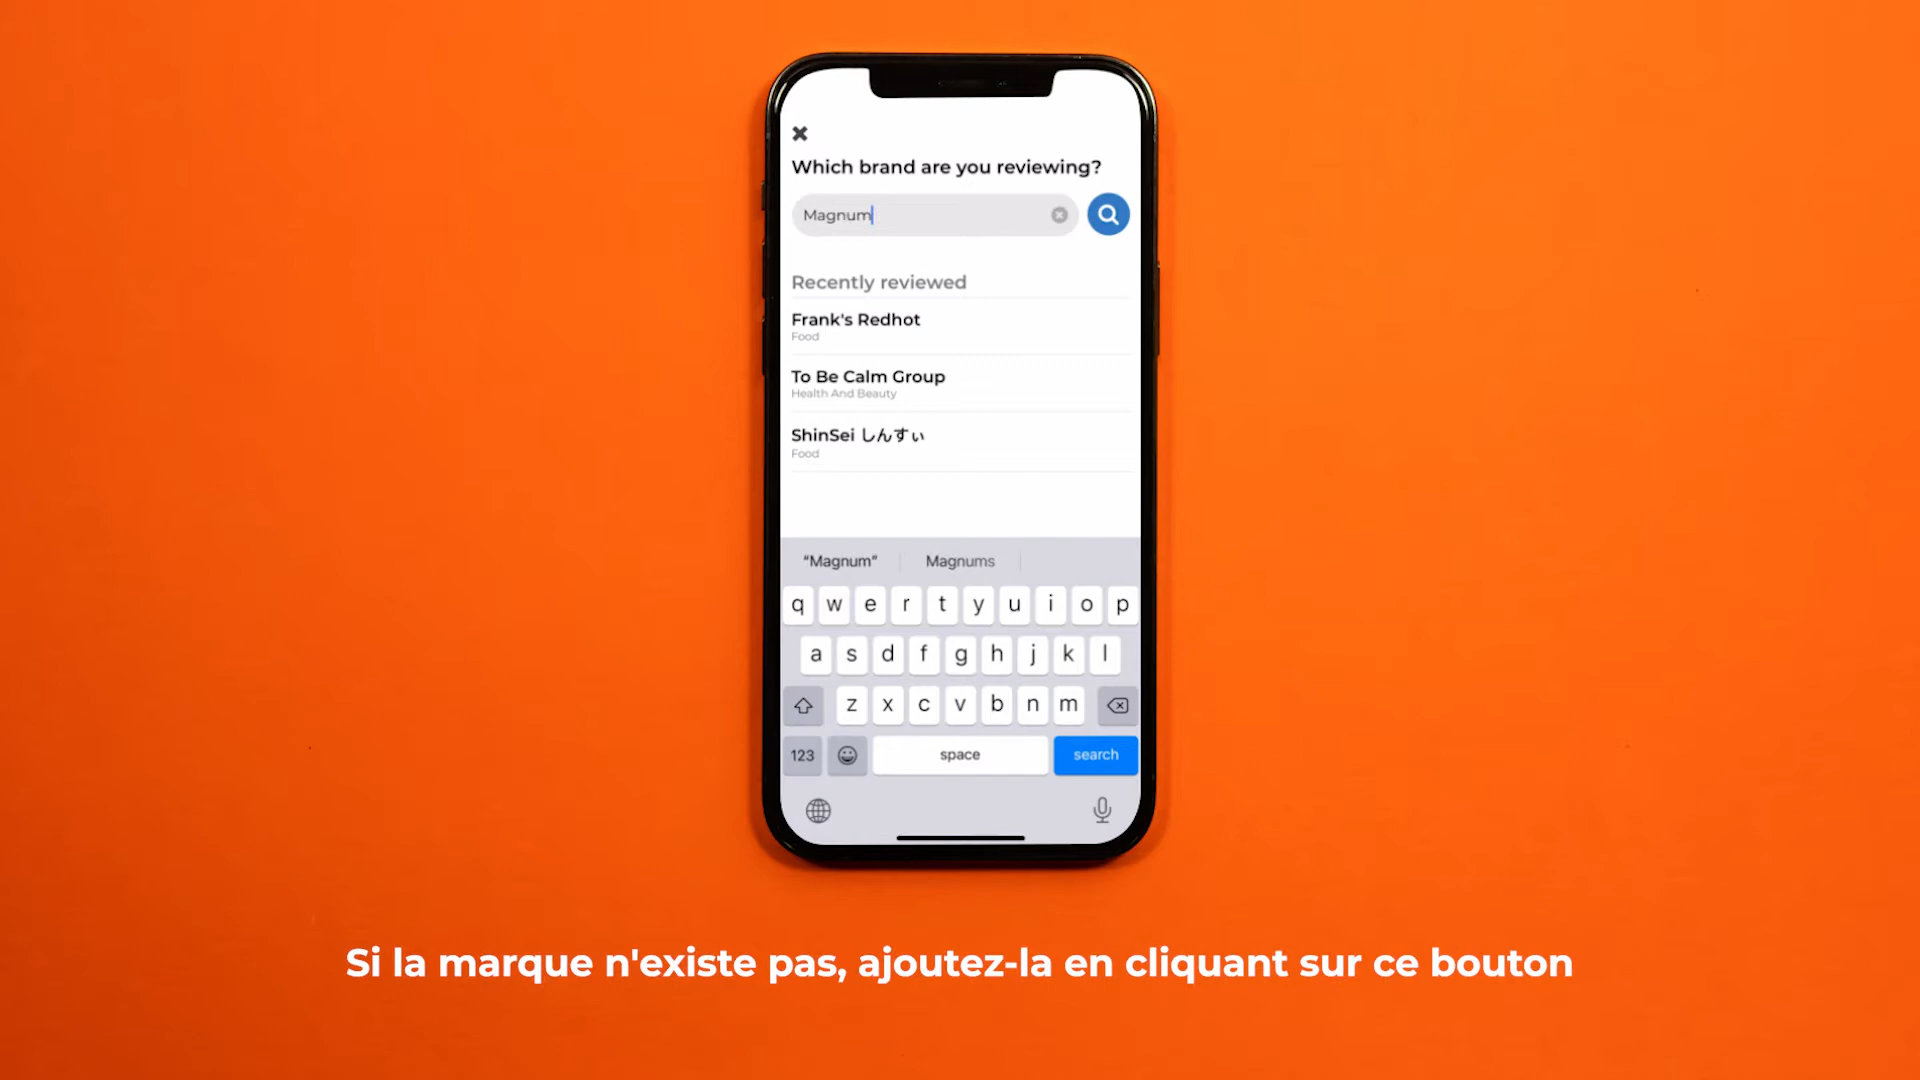 Which brand are you reviewing?
Magnum
Recently reviewed
Frank's Redhot
Food
To Be Calm Group
Health And Beauty
ShinSei しんすぃ
Food
“Magnum” Magnums
q w e r t y u i o p
a s d f g h j k l
z x c v b n m
123 space search
Si la marque n'existe pas, ajoutez-la en cliquant sur ce bouton